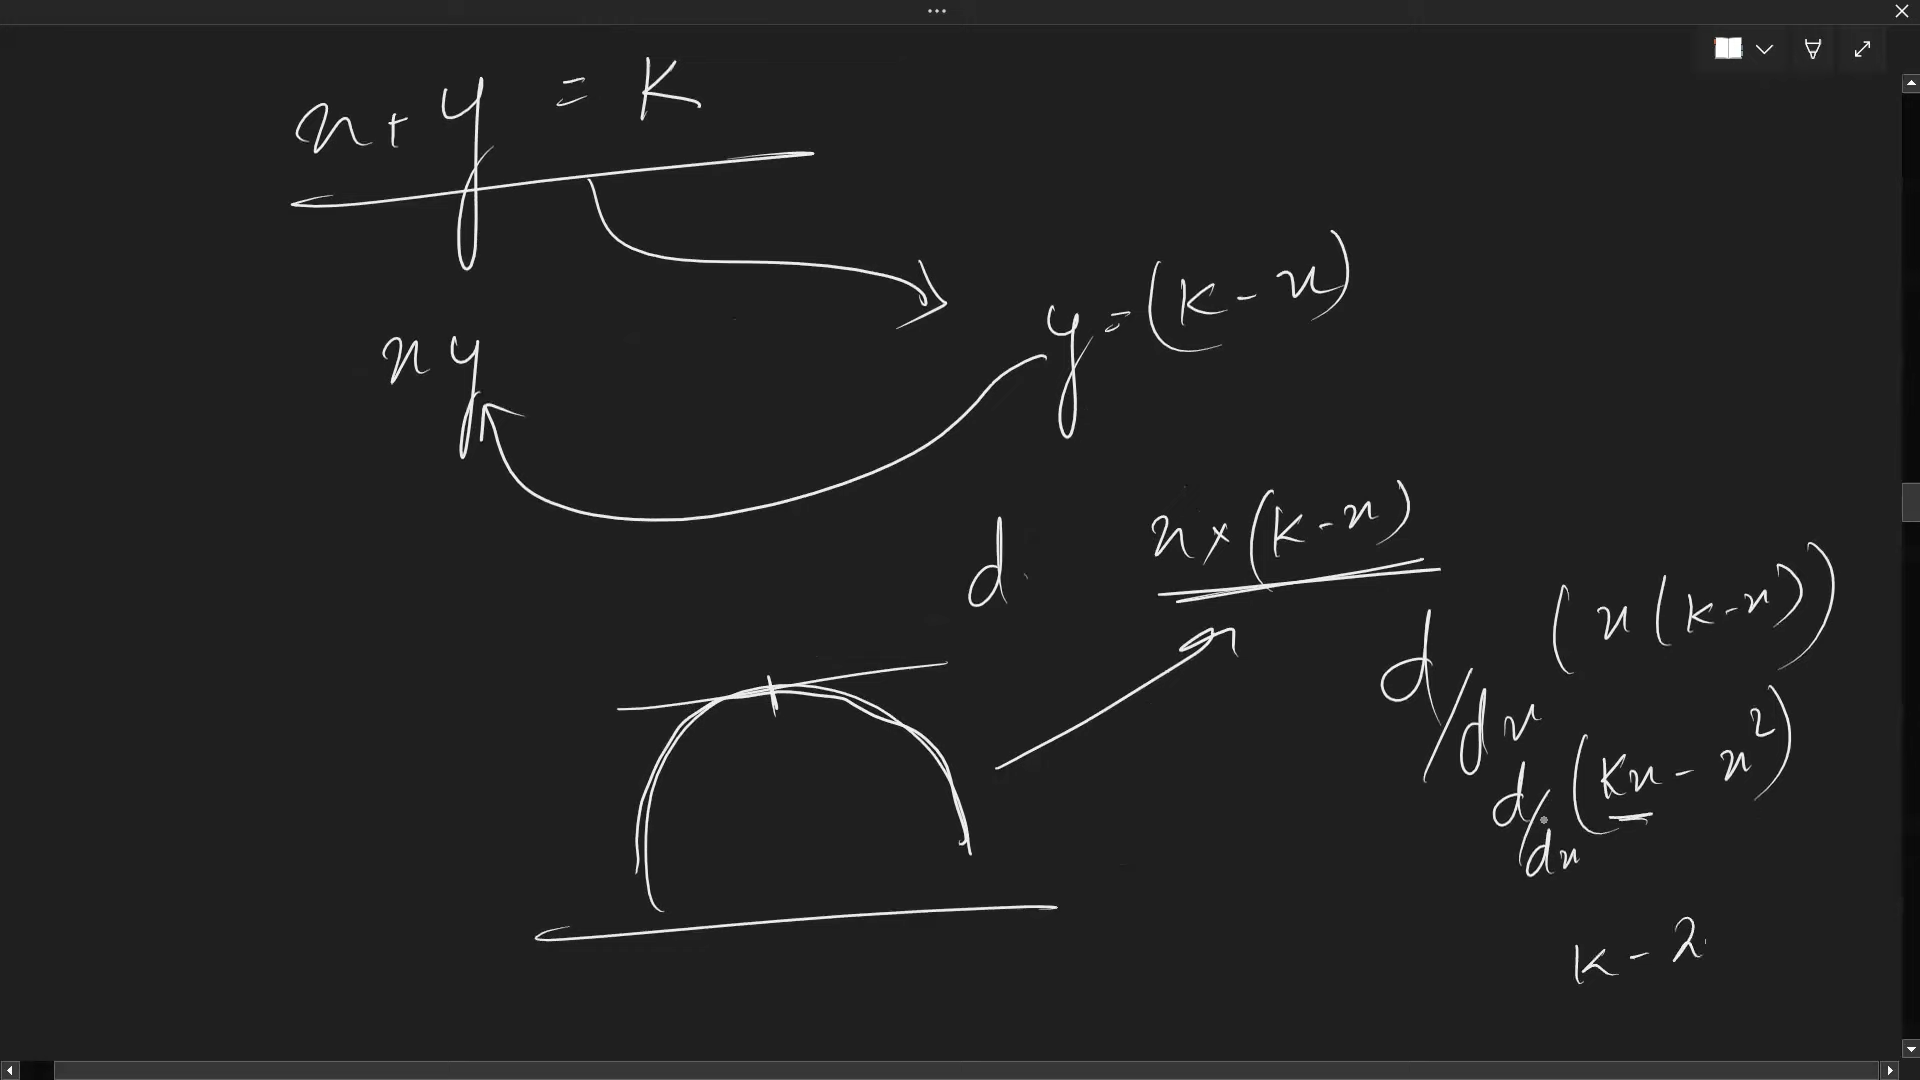 x + y = k
y = (k - x)
xy
x × (k - x)
d
d/dx (x(k - x))
d/dx (kx - x²)
k - 2